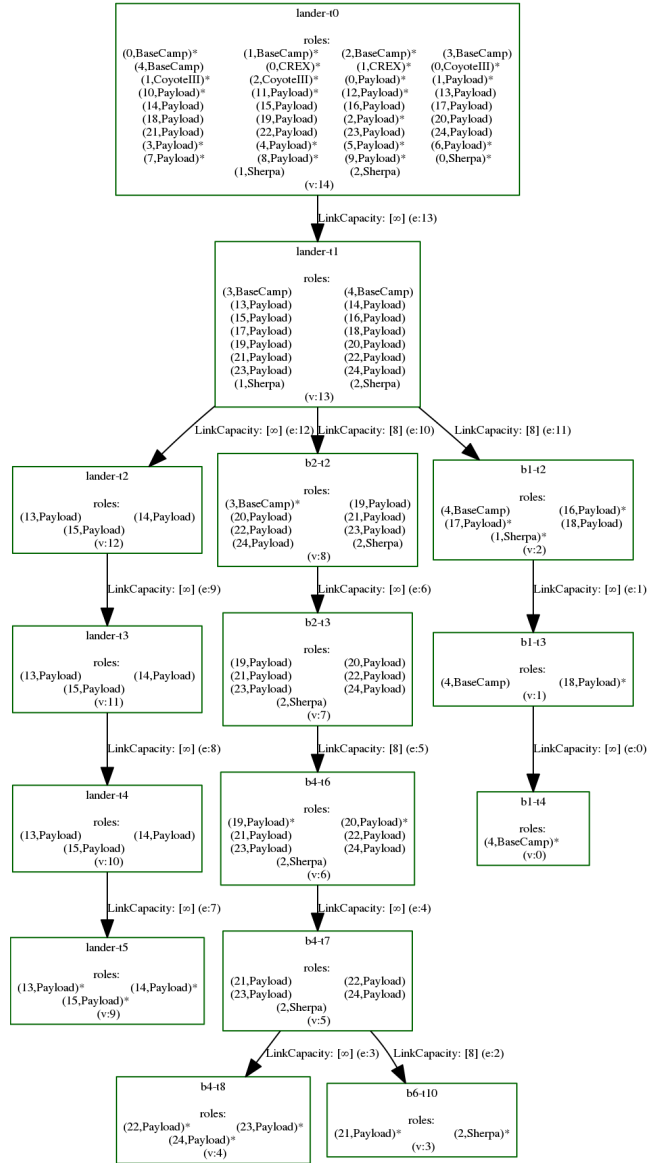 lander-t0
roles:
(0,BaseCamp)* (1,BaseCamp)* (2,BaseCamp)* (3,BaseCamp)
(4,BaseCamp) (0,CREX)* (1,CREX)* (0,CoyoteIII)*
(1,CoyoteIII)* (2,CoyoteIII)* (0,Payload)* (1,Payload)*
(10,Payload)* (11,Payload)* (12,Payload)* (13,Payload)
(14,Payload) (15,Payload) (16,Payload) (17,Payload)
(18,Payload) (19,Payload) (2,Payload)* (20,Payload)
(21,Payload) (22,Payload) (23,Payload) (24,Payload)
(3,Payload)* (4,Payload)* (5,Payload)* (6,Payload)*
(7,Payload)* (8,Payload)* (9,Payload)* (0,Sherpa)*
(1,Sherpa) (2,Sherpa)
(v:14)
LinkCapacity: [∞] (e:13)
lander-t1
roles:
(3,BaseCamp) (4,BaseCamp)
(13,Payload) (14,Payload)
(15,Payload) (16,Payload)
(17,Payload) (18,Payload)
(19,Payload) (20,Payload)
(21,Payload) (22,Payload)
(23,Payload) (24,Payload)
(1,Sherpa) (2,Sherpa)
(v:13)
LinkCapacity: [∞] (e:12) LinkCapacity: [8] (e:10) LinkCapacity: [8] (e:11)
lander-t2
roles:
(13,Payload) (14,Payload)
(15,Payload)
(v:12)
b2-t2
roles:
(3,BaseCamp)* (19,Payload)
(20,Payload) (21,Payload)
(22,Payload) (23,Payload)
(24,Payload) (2,Sherpa)
(v:8)
b1-t2
roles:
(4,BaseCamp) (16,Payload)*
(17,Payload)* (18,Payload)
(1,Sherpa)*
(v:2)
LinkCapacity: [∞] (e:9) LinkCapacity: [∞] (e:6) LinkCapacity: [∞] (e:1)
lander-t3
roles:
(13,Payload) (14,Payload)
(15,Payload)
(v:11)
b2-t3
roles:
(19,Payload) (20,Payload)
(21,Payload) (22,Payload)
(23,Payload) (24,Payload)
(2,Sherpa)
(v:7)
b1-t3
roles:
(4,BaseCamp) (18,Payload)*
(v:1)
LinkCapacity: [∞] (e:8) LinkCapacity: [8] (e:5) LinkCapacity: [∞] (e:0)
lander-t4
roles:
(13,Payload) (14,Payload)
(15,Payload)
(v:10)
b4-t6
roles:
(19,Payload)* (20,Payload)*
(21,Payload) (22,Payload)
(23,Payload) (24,Payload)
(2,Sherpa)
(v:6)
b1-t4
roles:
(4,BaseCamp)*
(v:0)
LinkCapacity: [∞] (e:7) LinkCapacity: [∞] (e:4)
lander-t5
roles:
(13,Payload)* (14,Payload)*
(15,Payload)*
(v:9)
b4-t7
roles:
(21,Payload) (22,Payload)
(23,Payload) (24,Payload)
(2,Sherpa)
(v:5)
LinkCapacity: [∞] (e:3) LinkCapacity: [8] (e:2)
b4-t8
roles:
(22,Payload)* (23,Payload)*
(24,Payload)*
(v:4)
b6-t10
roles:
(21,Payload)* (2,Sherpa)*
(v:3)